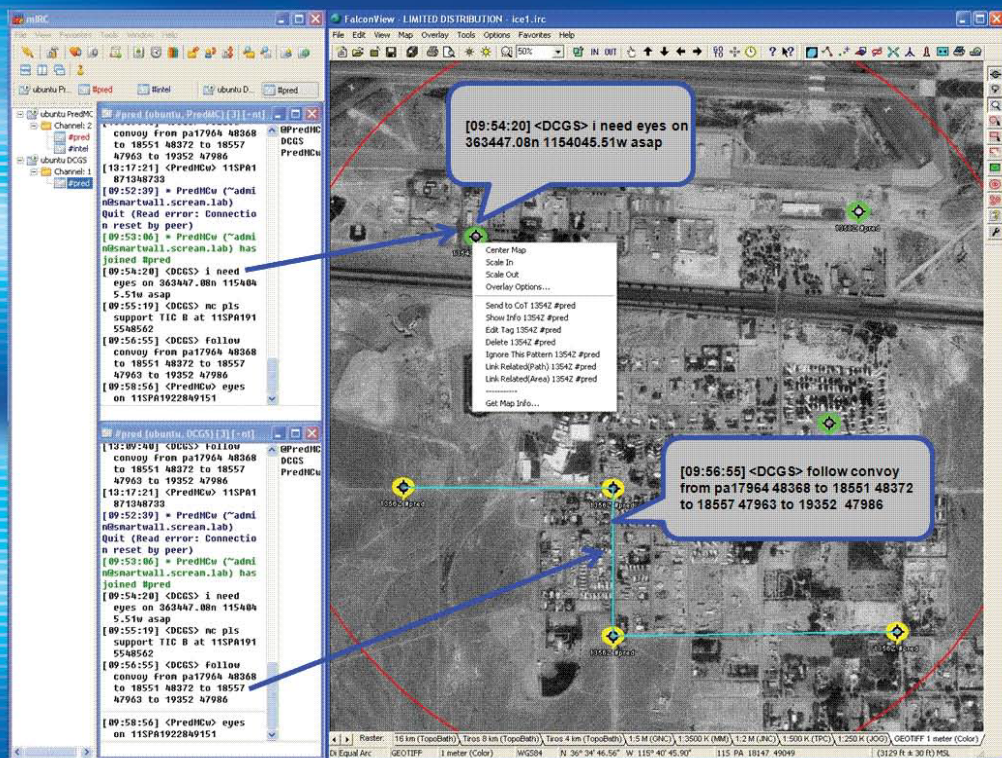 mIRC
File View Favorites Tools Window Help
ubuntu Pr... #pred #intel ubuntu D... #pred
ubuntu PredMC
Channel: 2
#pred
#intel
ubuntu DCGS
Channel: 1
#pred
#pred (ubuntu, PredMC) [3] [-nt]
convoy from pa17964 48368
to 18551 48372 to 18557
47963 to 19352 47986
[13:17:21] <PredMCw> 11SPA1
871348733
[09:52:39] * PredMCw (~admi
n@smartwall.scream.lab)
Quit (Read error: Connectio
n reset by peer)
[09:53:06] * PredMCw (~admi
n@smartwall.scream.lab) has
joined #pred
[09:54:20] <DCGS> i need
eyes on 363447.08n 115404
5.51w asap
[09:55:19] <DCGS> mc pls
support TIC B at 11SPA191
5548562
[09:56:55] <DCGS> follow
convoy from pa17964 48368
to 18551 48372 to 18557
47963 to 19352 47986
[09:58:56] <PredMCw> eyes
on 11SPA1922849151
@PredMC
DCGS
PredMCw
#pred (ubuntu, DCGS) [3] [-nt]
[13:09:40] <DCGS> follow
convoy from pa17964 48368
to 18551 48372 to 18557
47963 to 19352 47986
[13:17:21] <PredMCw> 11SPA1
871348733
[09:52:39] * PredMCw (~admi
n@smartwall.scream.lab)
Quit (Read error: Connectio
n reset by peer)
[09:53:06] * PredMCw (~admi
n@smartwall.scream.lab) has
joined #pred
[09:54:20] <DCGS> i need
eyes on 363447.08n 115404
5.51w asap
[09:55:19] <DCGS> mc pls
support TIC B at 11SPA191
5548562
[09:56:55] <DCGS> follow
convoy from pa17964 48368
to 18551 48372 to 18557
47963 to 19352 47986
[09:58:56] <PredMCw> eyes
on 11SPA1922849151
@PredMC
DCGS
PredMCw
FalconView - LIMITED DISTRIBUTION - ice1.irc
File Edit View Map Overlay Tools Options Favorites Help
50% IN OUT
[09:54:20] <DCGS> i need eyes on
363447.08n 1154045.51w asap
1358Z #pred
Center Map
Scale In
Scale Out
Overlay Options...
Send to CoT 1354Z #pred
Show Info 1354Z #pred
Edit Tag 1354Z #pred
Delete 1354Z #pred
Ignore This Pattern 1354Z #pred
Link Related(Path) 1354Z #pred
Link Related(Area) 1354Z #pred
----------
Get Map Info...
[09:56:55] <DCGS> follow convoy
from pa17964 48368 to 18551 48372
to 18557 47963 to 19352 47986
Raster: 16 km (TopoBath) Tiros 8 km (TopoBath) Tiros 4 km (TopoBath) 1:5 M (GNC) 1:3500 K (MM) 1:2 M (JNC) 1:500 K (TPC) 1:250 K (JOG) GEOTIFF 1 meter (Color)
Di Equal Arc GEOTIFF 1 meter (Color) WGS84 N 36° 34' 46.56" W 115° 40' 45.90" 11S PA 18147 49049 (3129 ft ± 30 ft) MSL